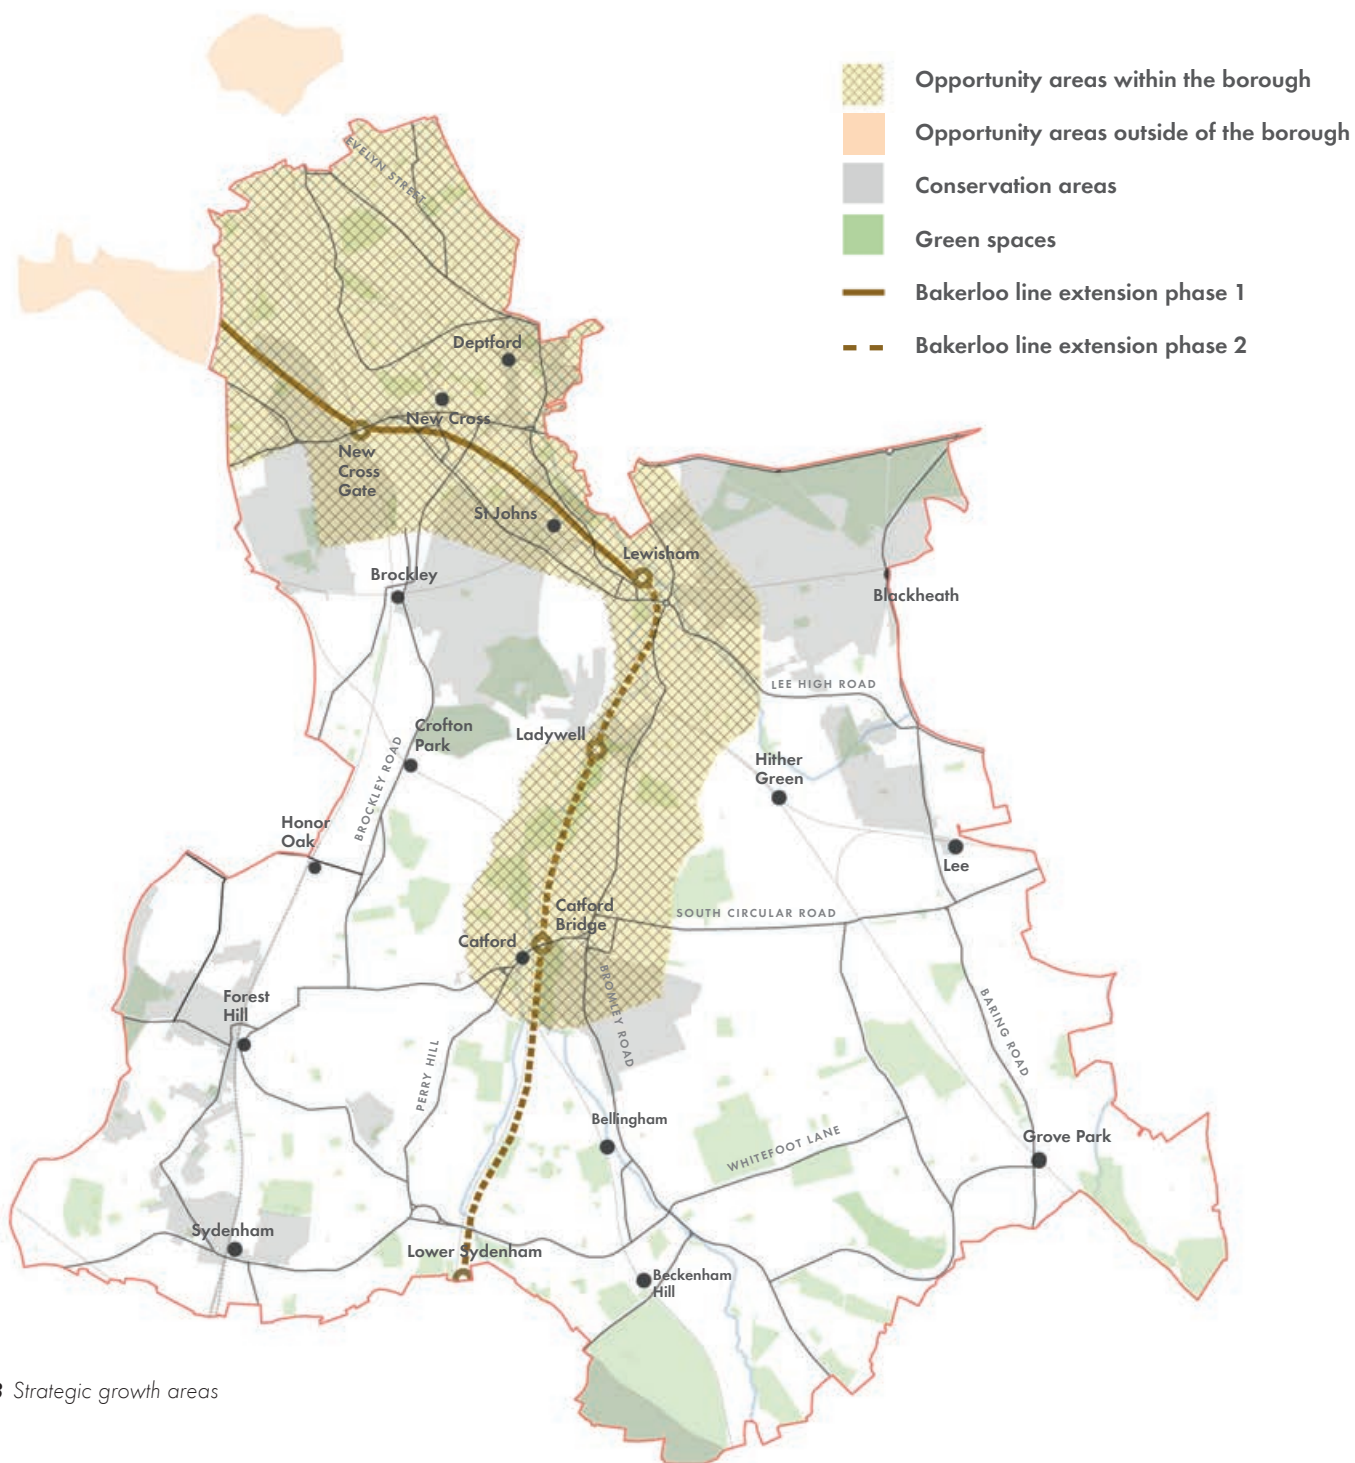 Opportunity areas within the borough
Opportunity areas outside of the borough
Conservation areas
Green spaces
Bakerloo line extension phase 1
Bakerloo line extension phase 2
EVELYN STREET
Deptford
New Cross
New
Cross
Gate
St Johns
Lewisham
Brockley
Blackheath
LEE HIGH ROAD
Crofton
Park
Ladywell
BROCKLEY ROAD
Hither
Green
Honor
Oak
Lee
Catford
Bridge
SOUTH CIRCULAR ROAD
Catford
BROMLEY ROAD
Forest
Hill
BARING ROAD
PERRY HILL
Bellingham
WHITEFOOT LANE
Grove Park
Sydenham
Lower Sydenham
Beckenham
Hill
Strategic growth areas